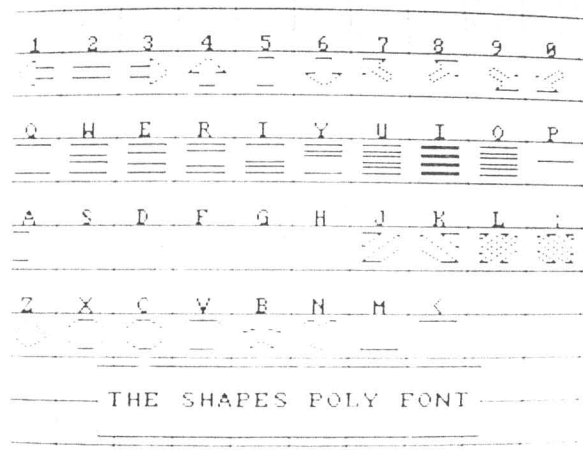 1 2 3 4 5 6 7 8 9 0
Q W E R T Y U I O P
A S D F G H J K L ;
Z X C V B N M <
THE SHAPES POLY FONT